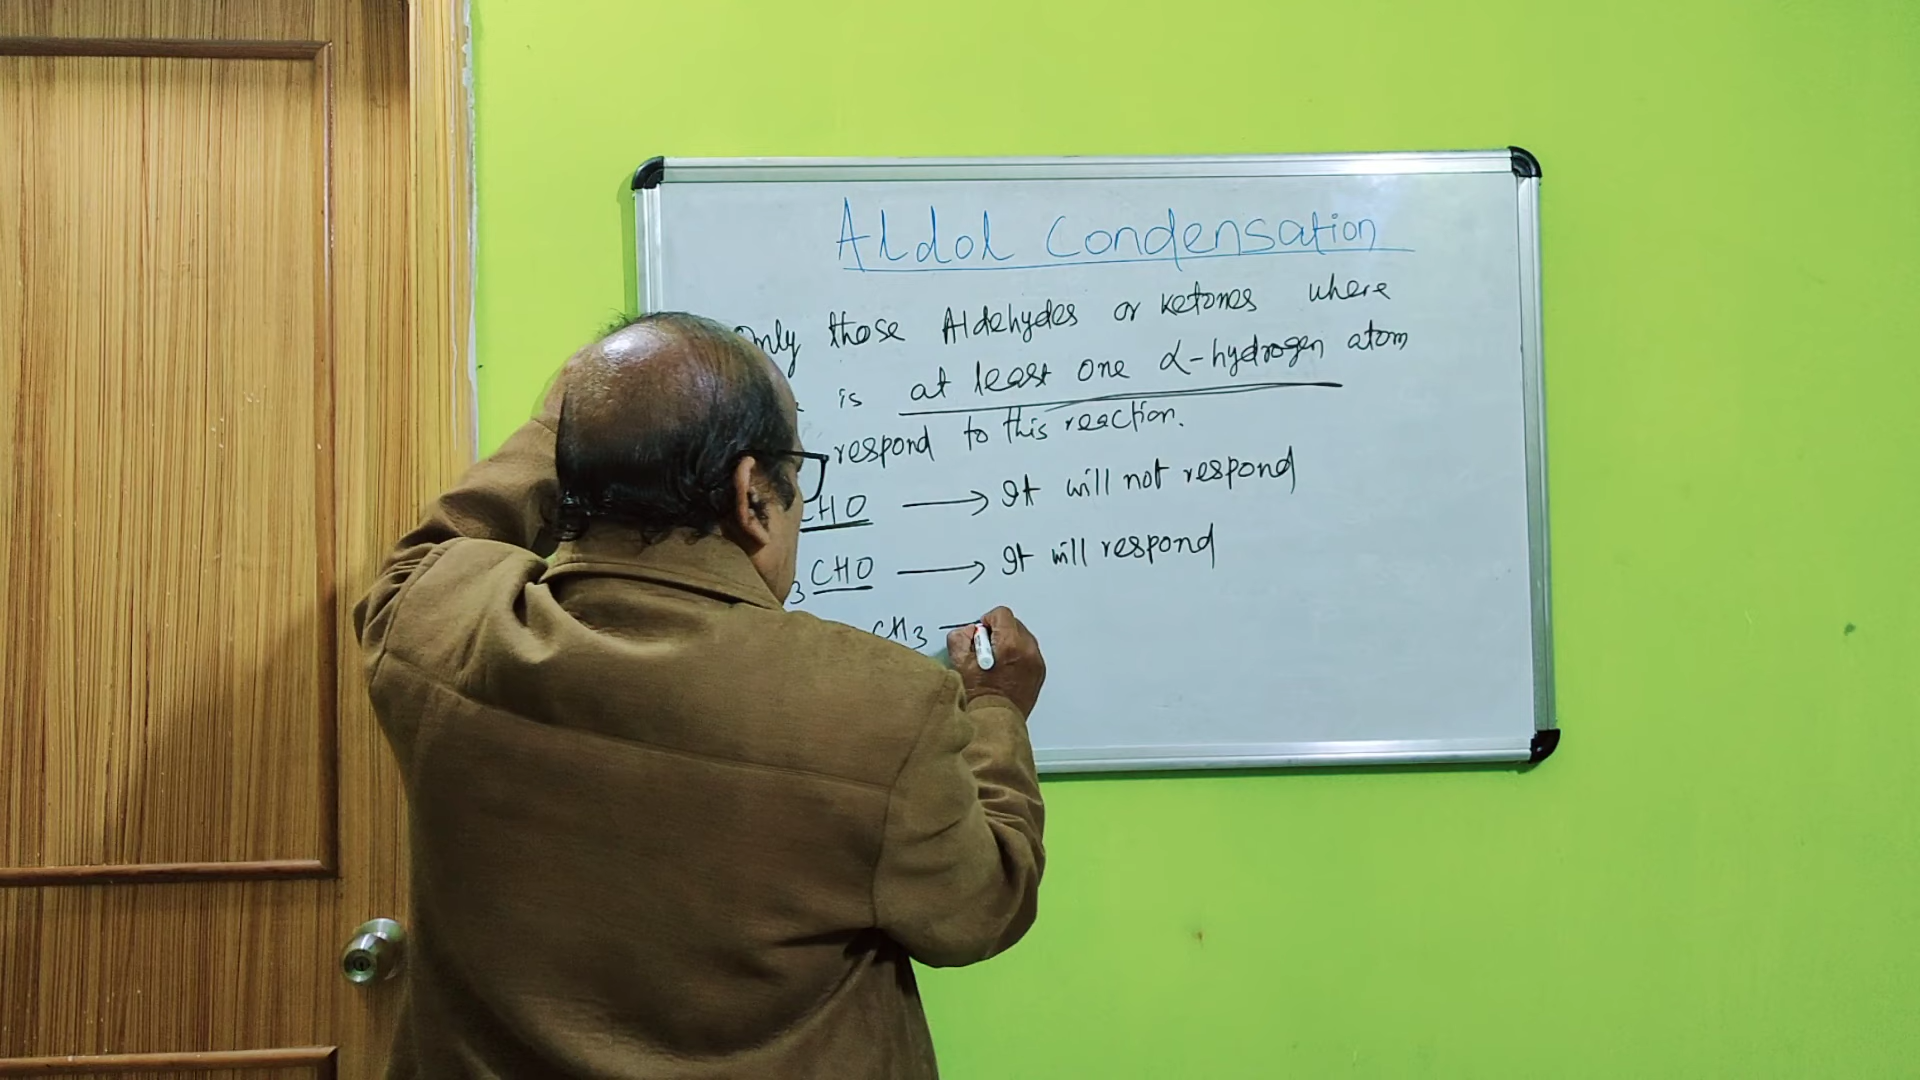 Aldol Condensation
Only those Aldehydes or Ketones where
is at least one α-hydrogen atom
respond to this reaction.
CHO → It will not respond
3 CHO → It will respond
CH3